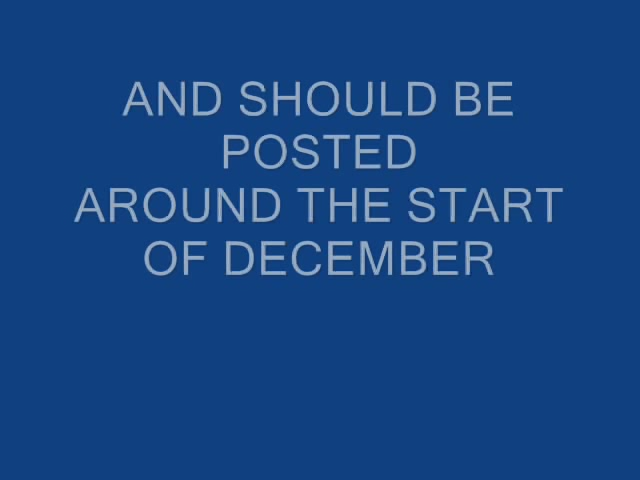 AND SHOULD BE
POSTED
AROUND THE START
OF DECEMBER